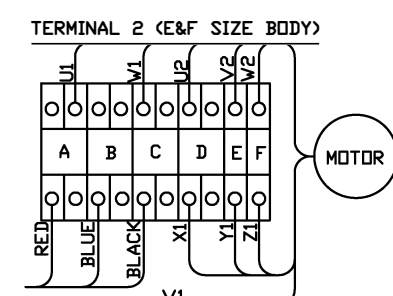 TERMINAL 2 (E&F SIZE BODY)
U1 W1 U2 V2 W2
A B C D E F
MOTOR
RED BLUE BLACK X1 Y1 Z1
V1